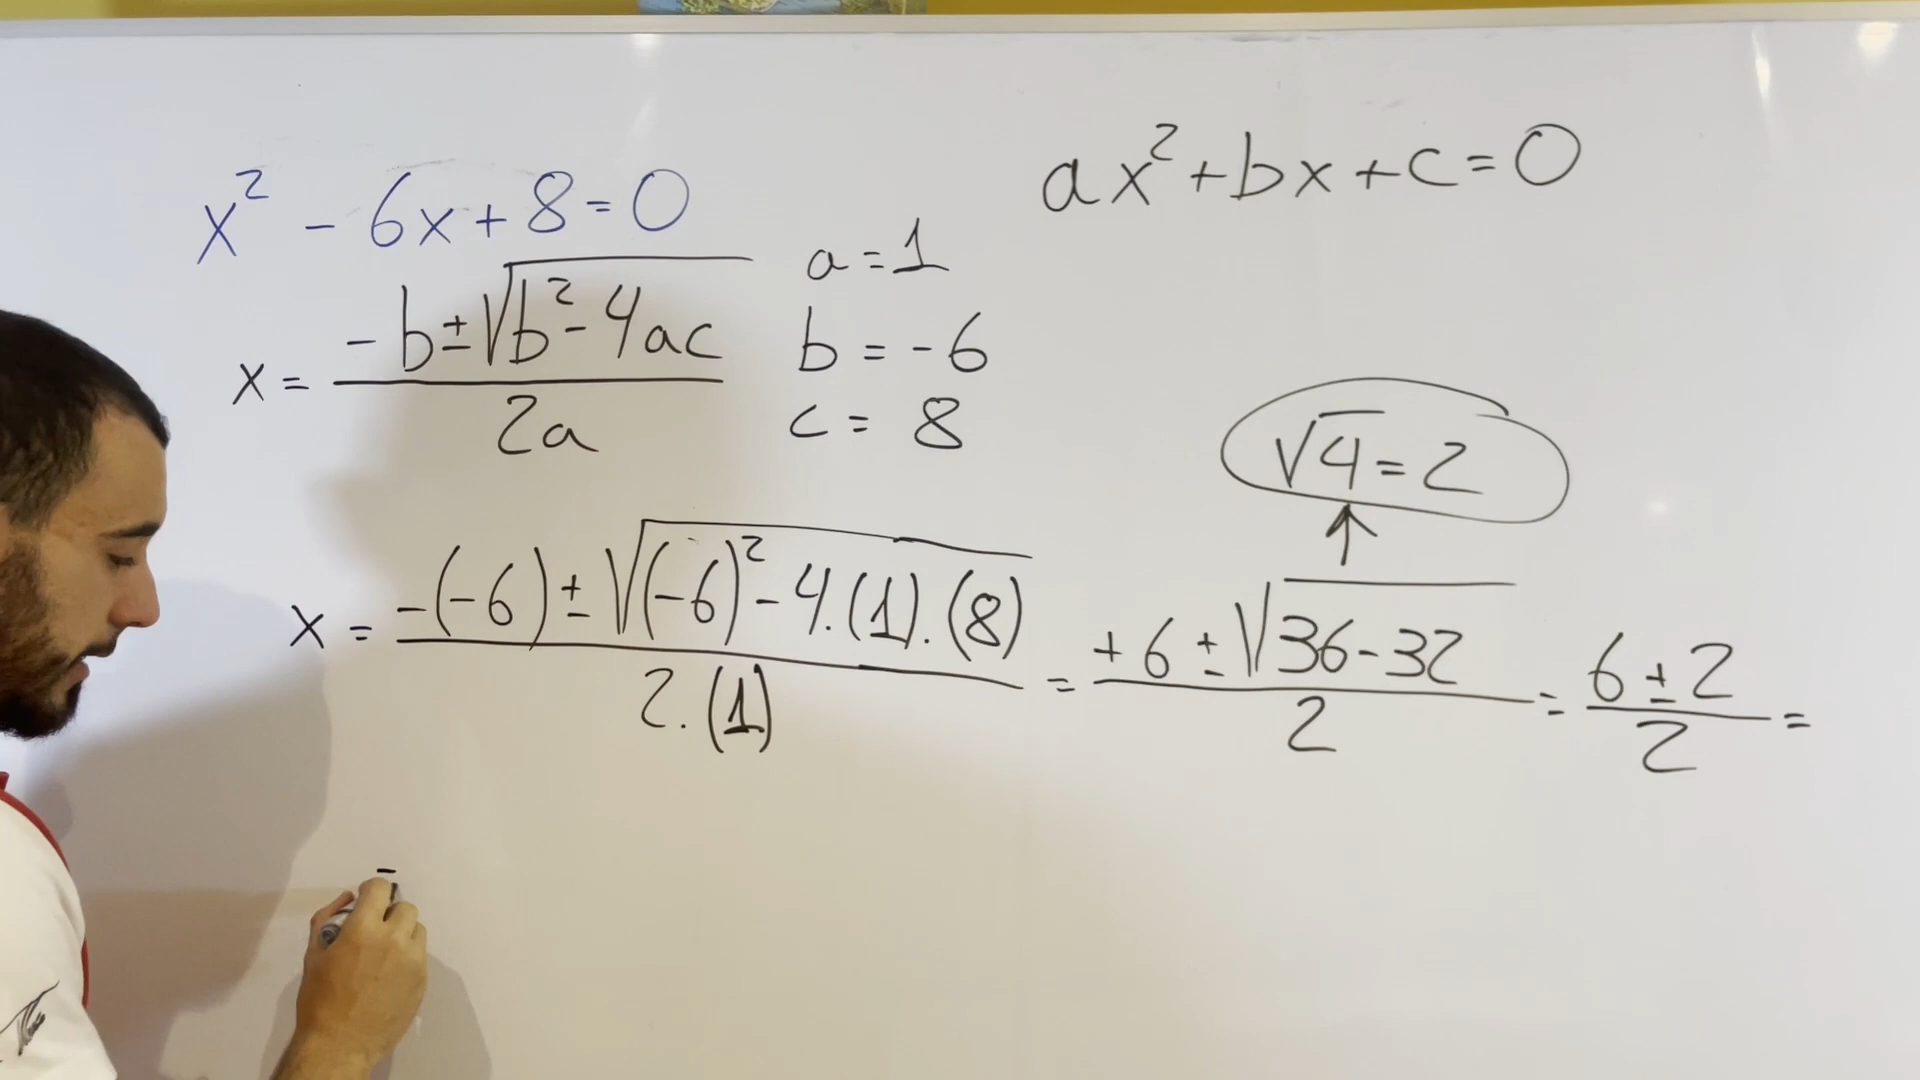 ax² + bx + c = 0
x² - 6x + 8 = 0
a = 1
x = (-b ± √(b² - 4ac)) / 2a
b = -6
c = 8
√4 = 2
↑
x = (-(-6) ± √((-6)² - 4.(1).(8))) / 2.(1) = (+6 ± √(36-32)) / 2 = (6 ± 2) / 2 =